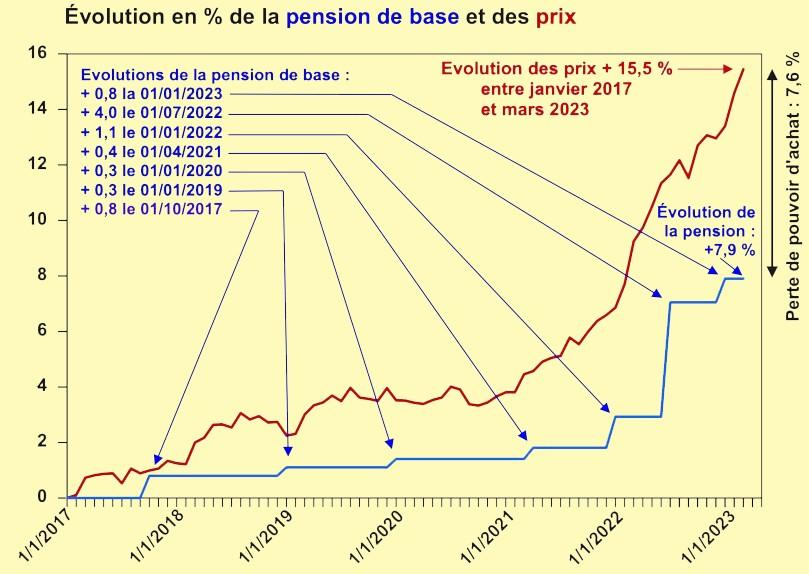 Évolution en % de la pension de base et des prix
16
14
12
10
8
6
4
2
0
Evolutions de la pension de base :
+ 0,8 la 01/01/2023
+ 4,0 le 01/07/2022
+ 1,1 le 01/01/2022
+ 0,4 le 01/04/2021
+ 0,3 le 01/01/2020
+ 0,3 le 01/01/2019
+ 0,8 le 01/10/2017
Evolution des prix + 15,5 %
entre janvier 2017
et mars 2023
Évolution de
la pension :
+7,9 %
Perte de pouvoir d'achat : 7,6 %
1/1/2017
1/1/2018
1/1/2019
1/1/2020
1/1/2021
1/1/2022
1/1/2023